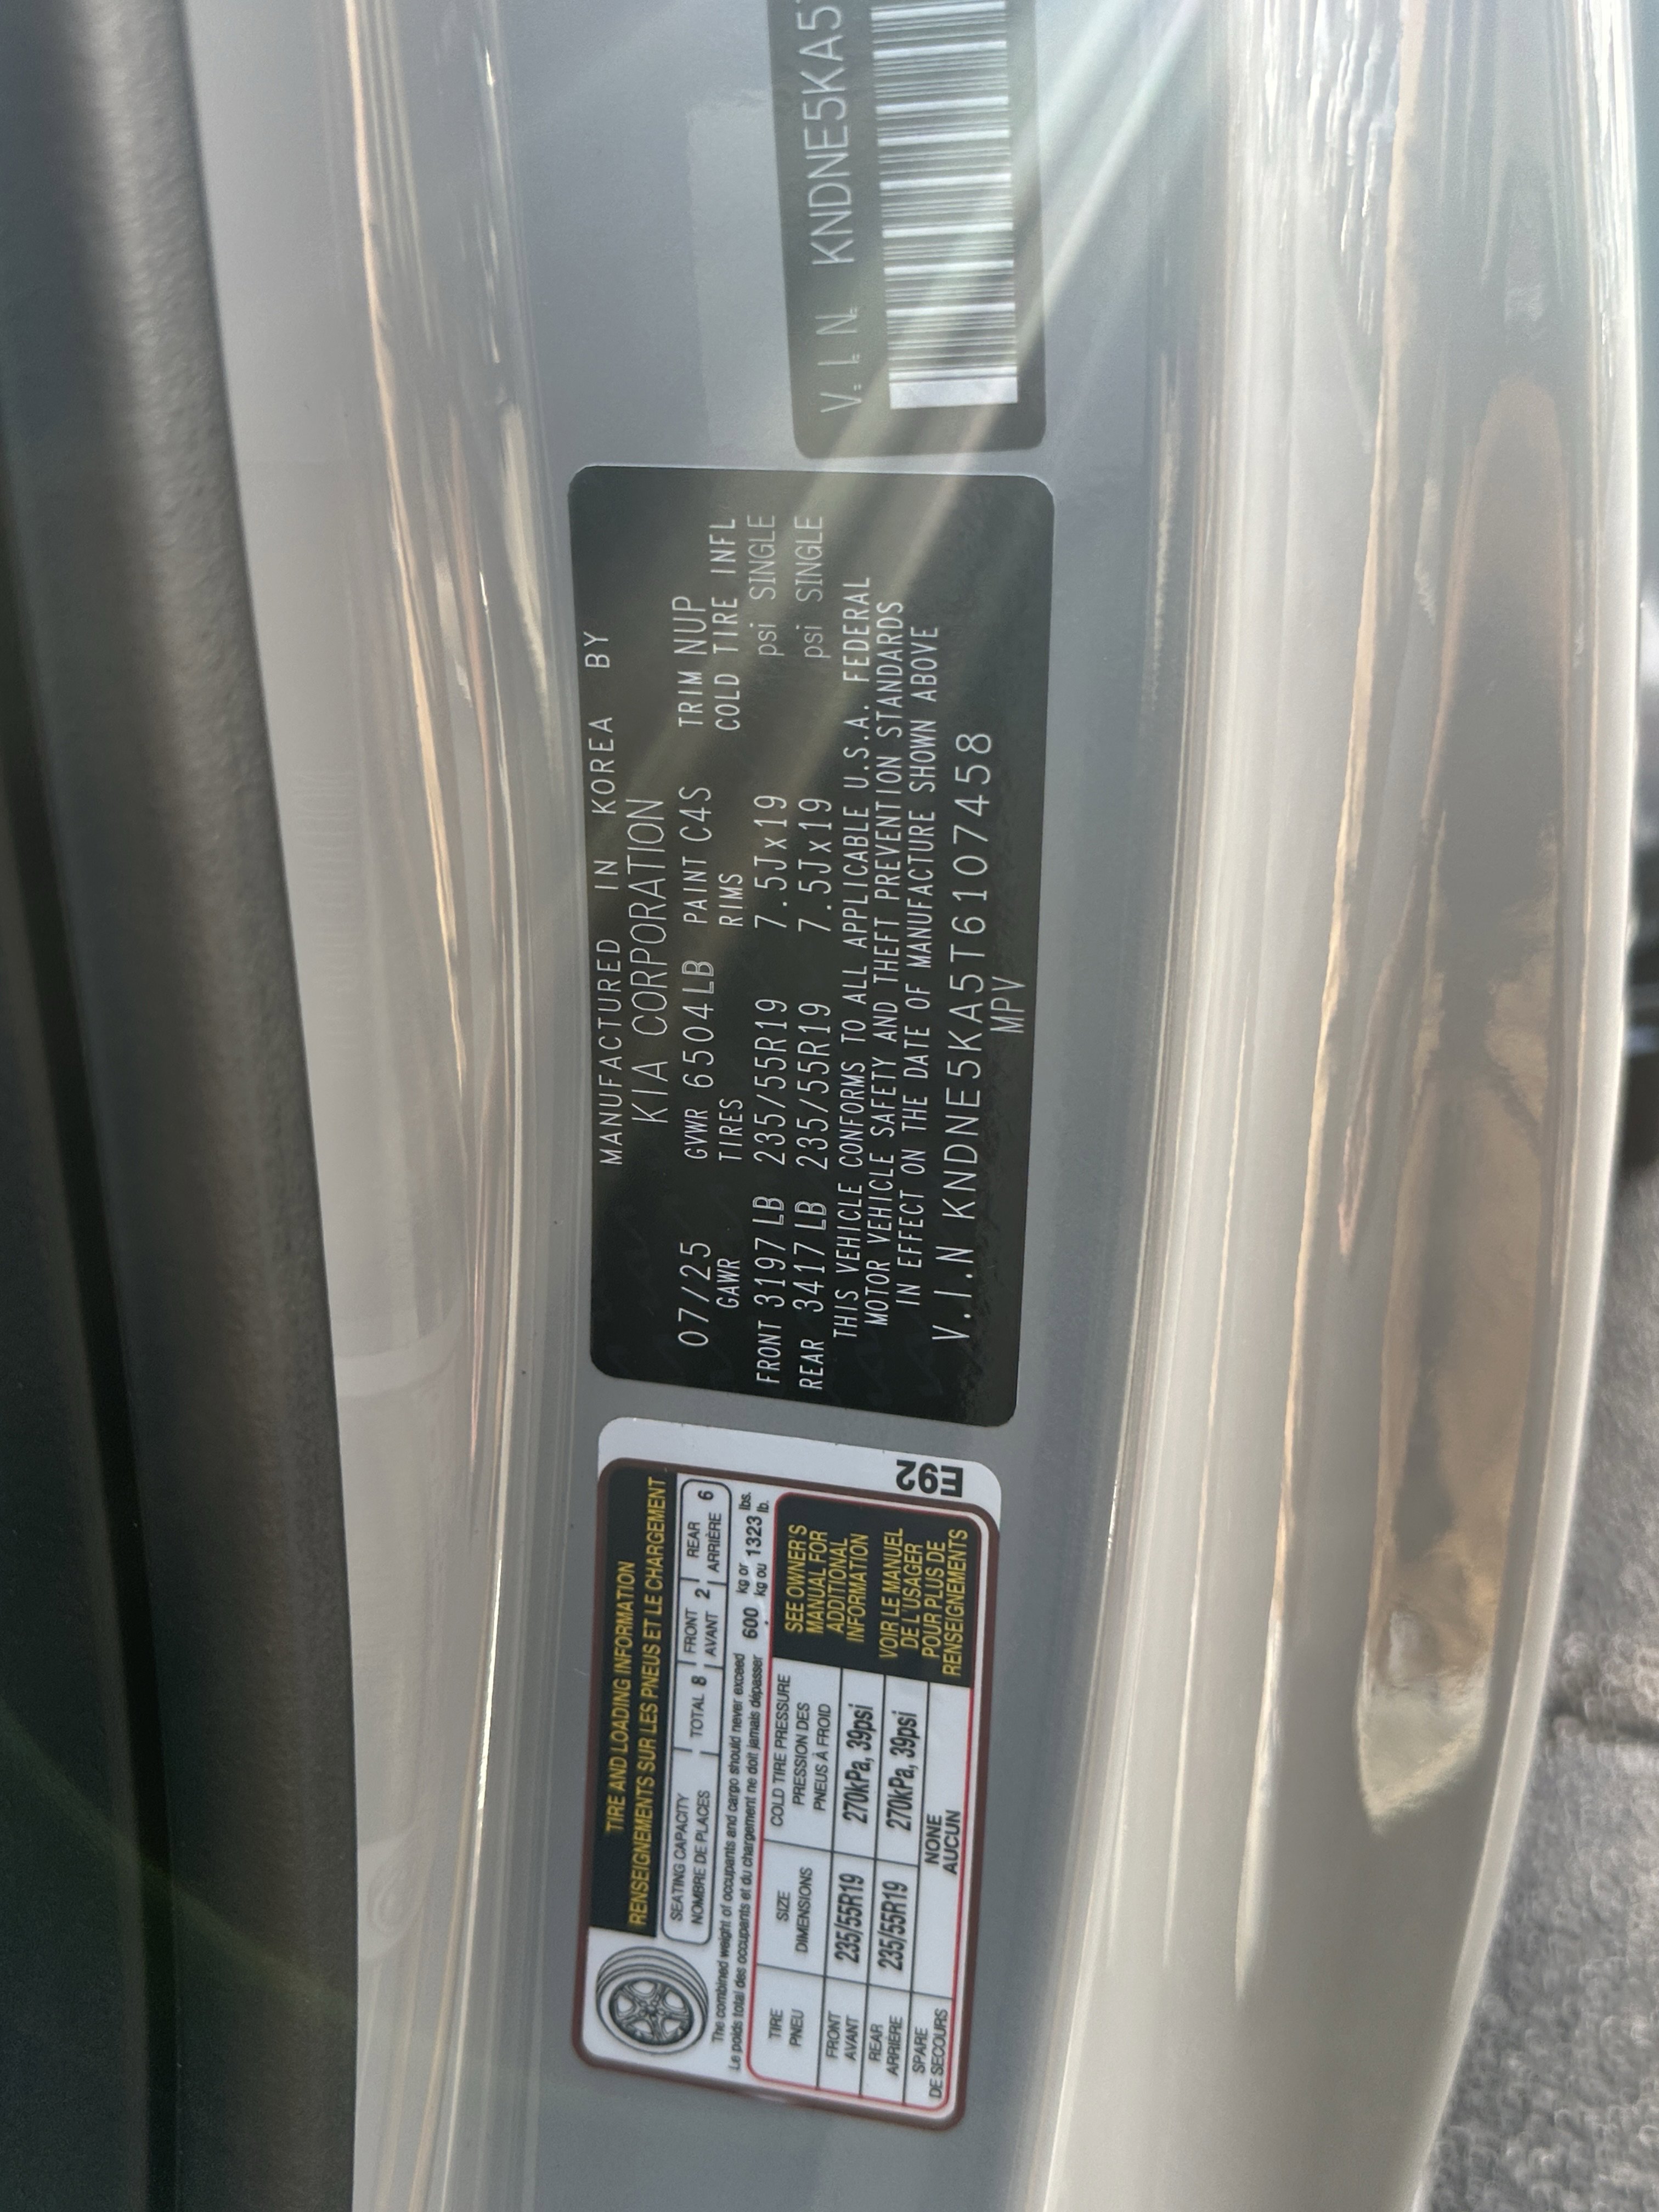 TIRE AND LOADING INFORMATION
RENSEIGNEMENTS SUR LES PNEUS ET LE CHARGEMENT
SEATING CAPACITY
NOMBRE DE PLACES
TOTAL 8
FRONT
AVANT
2
REAR
ARRIÈRE
6
The combined weight of occupants and cargo should never exceed
Le poids total des occupants et du chargement ne doit jamais dépasser
600 kg or
kg ou
1323 lbs.
lb.
TIRE
PNEU
SIZE
DIMENSIONS
COLD TIRE PRESSURE
PRESSION DES
PNEUS À FROID
FRONT
AVANT
235/55R19
270kPa, 39psi
REAR
ARRIÈRE
235/55R19
270kPa, 39psi
SPARE
DE SECOURS
NONE
AUCUN
SEE OWNER'S
MANUAL FOR
ADDITIONAL
INFORMATION
VOIR LE MANUEL
DE L'USAGER
POUR PLUS DE
RENSEIGNEMENTS
E92
MANUFACTURED IN KOREA BY
KIA CORPORATION
07/25 GVWR 6504LB PAINT C4S TRIM NUP
GAWR TIRES RIMS COLD TIRE INFL
FRONT 3197 LB 235/55R19 7.5Jx19 psi SINGLE
REAR 3417 LB 235/55R19 7.5Jx19 psi SINGLE
THIS VEHICLE CONFORMS TO ALL APPLICABLE U.S.A. FEDERAL
MOTOR VEHICLE SAFETY AND THEFT PREVENTION STANDARDS
IN EFFECT ON THE DATE OF MANUFACTURE SHOWN ABOVE
V.I.N KNDNE5KA5T6107458
MPV
V.I.N. KNDNE5KA5